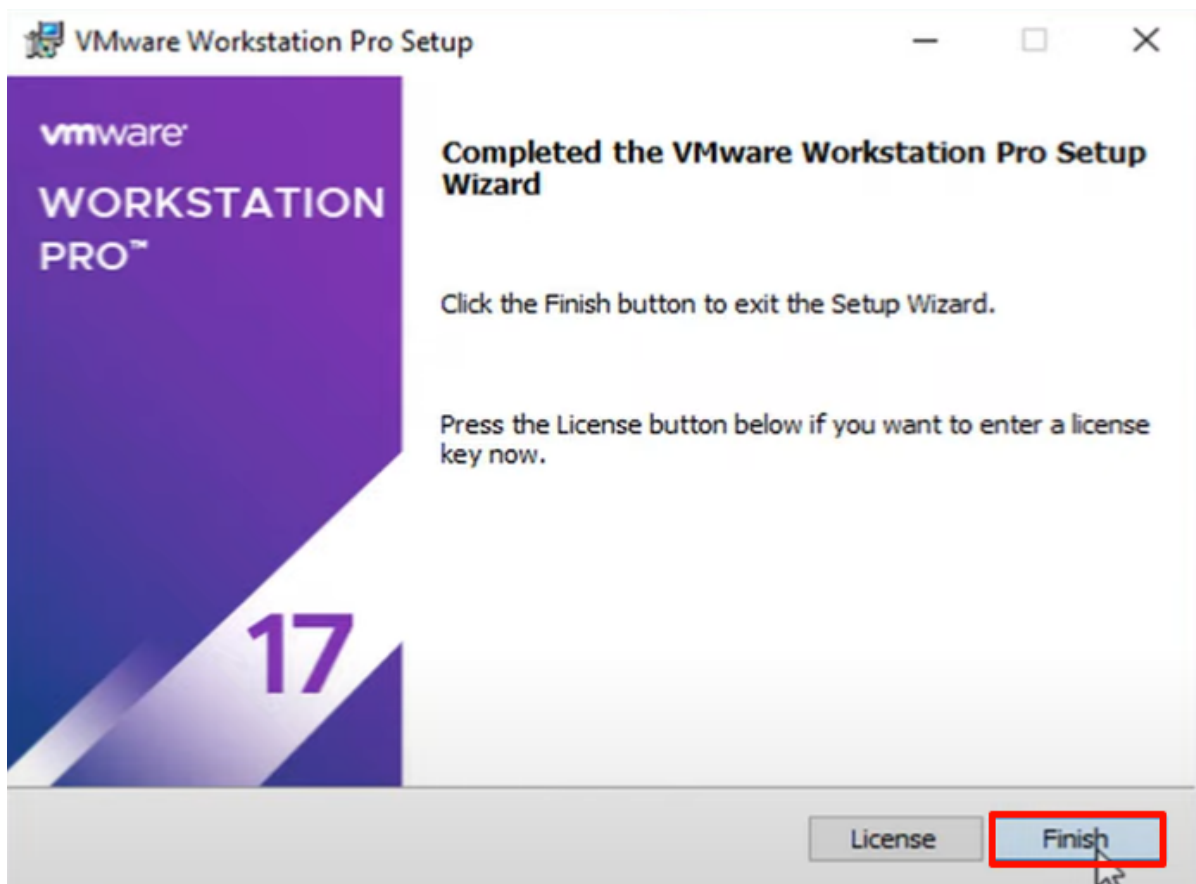 VMware Workstation Pro Setup
vmware®
WORKSTATION
PRO™
17
Completed the VMware Workstation Pro Setup
Wizard
Click the Finish button to exit the Setup Wizard.
Press the License button below if you want to enter a license
key now.
License
Finish